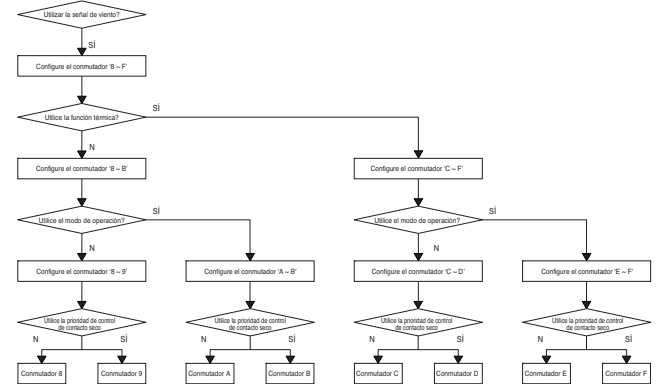 Utilizar la señal de viento?
SÍ
Configure el conmutador '8 ~ F'
Utilice la función térmica?
SÍ
N
Configure el conmutador '8 ~ B'
Configure el conmutador 'C ~ F'
Utilice el modo de operación?
SÍ
Utilice el modo de operación?
SÍ
N
N
Configure el conmutador '8 ~ 9'
Configure el conmutador 'A ~ B'
Configure el conmutador 'C ~ D'
Configure el conmutador 'E ~ F'
Utilice la prioridad de control
de contacto seco
Utilice la prioridad de control
de contacto seco
Utilice la prioridad de control
de contacto seco
Utilice la prioridad de control
de contacto seco
N
SÍ
N
SÍ
N
SÍ
N
SÍ
Conmutador 8
Conmutador 9
Conmutador A
Conmutador B
Conmutador C
Conmutador D
Conmutador E
Conmutador F